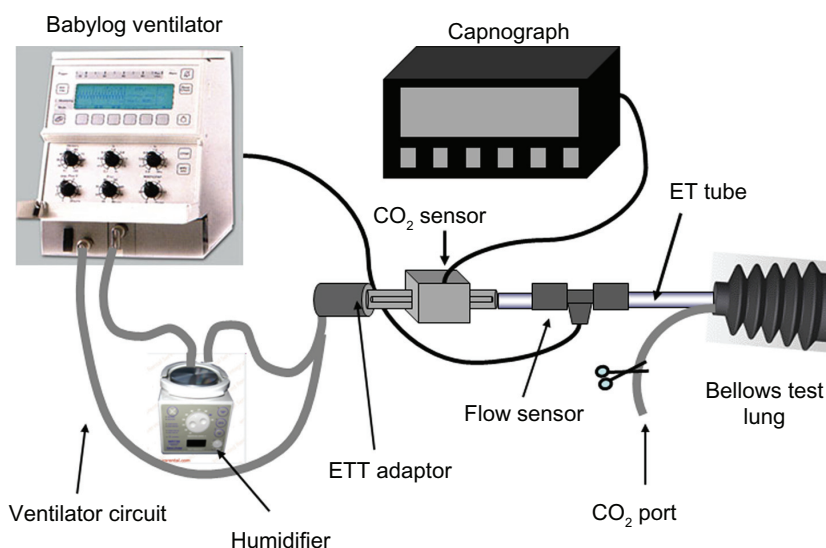 Babylog ventilator
Capnograph
CO₂ sensor
ET tube
Flow sensor
Bellows test
lung
ETT adaptor
Ventilator circuit
Humidifier
CO₂ port